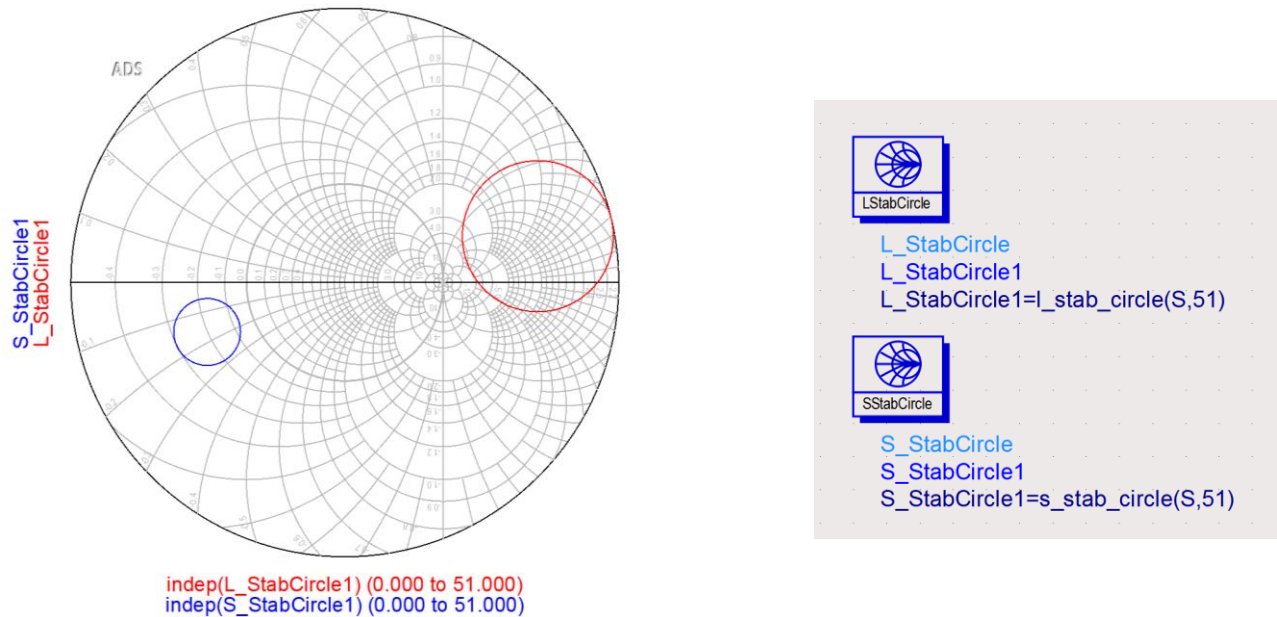 ADS
S_StabCircle1
L_StabCircle1
indep(L_StabCircle1) (0.000 to 51.000)
indep(S_StabCircle1) (0.000 to 51.000)
LStabCircle
L_StabCircle
L_StabCircle1
L_StabCircle1=l_stab_circle(S,51)
SStabCircle
S_StabCircle
S_StabCircle1
S_StabCircle1=s_stab_circle(S,51)